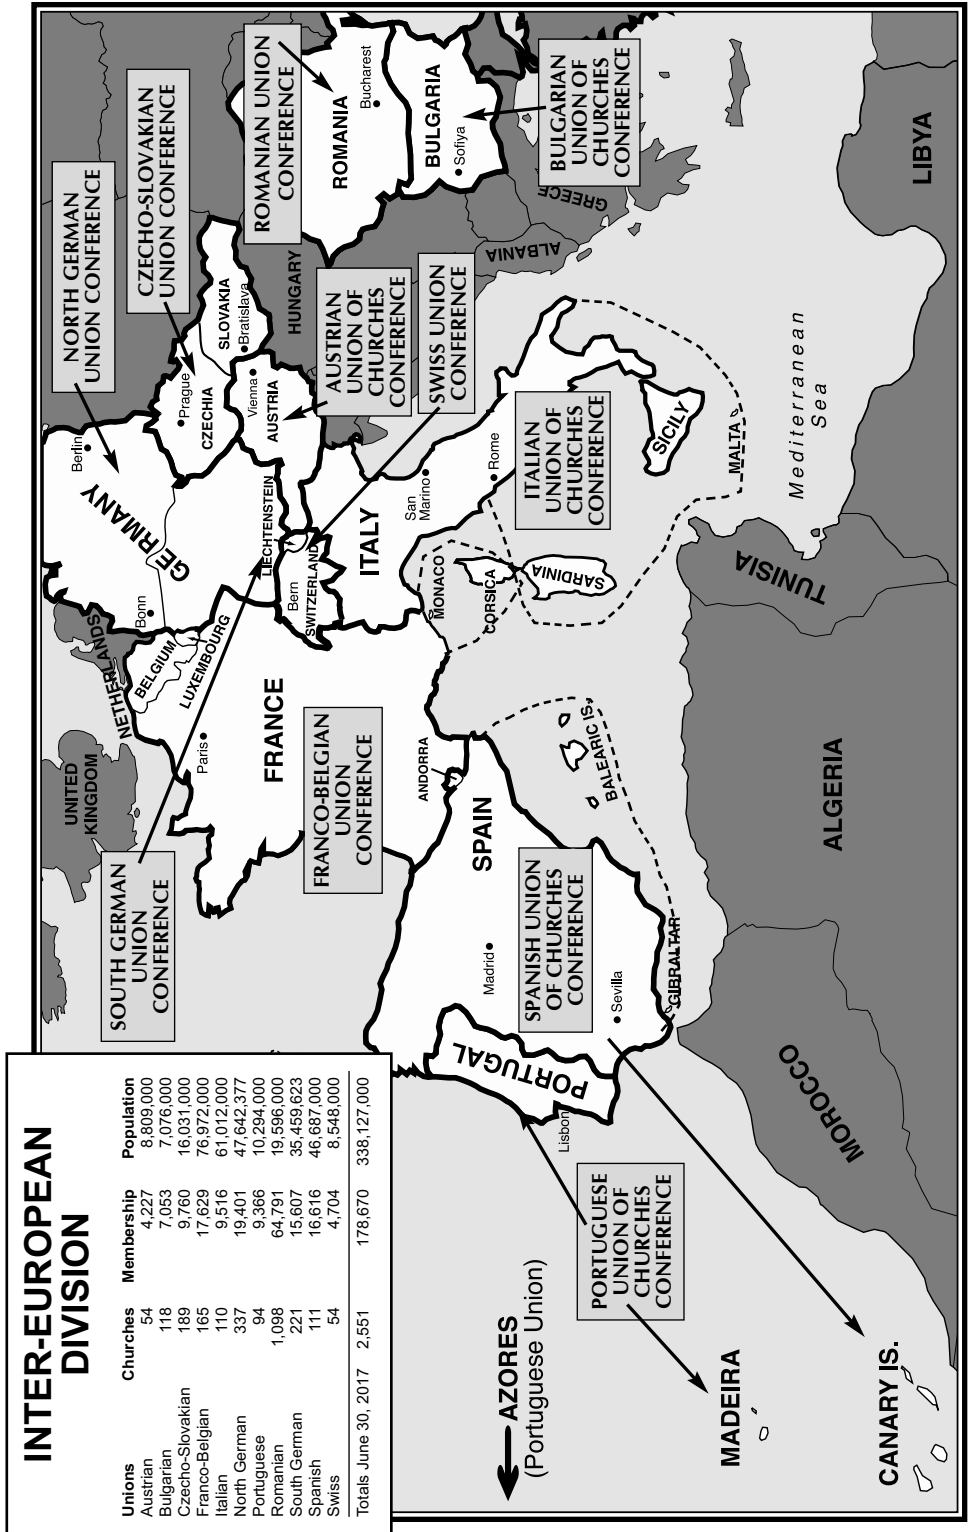 INTER-EUROPEAN
DIVISION
Unions Churches Membership Population
Austrian 54 4,227 8,809,000
Bulgarian 118 7,053 7,076,000
Czecho-Slovakian 189 9,760 16,031,000
Franco-Belgian 165 17,629 76,972,000
Italian 110 9,516 61,012,000
North German 337 19,401 47,642,377
Portuguese 94 9,366 10,294,000
Romanian 1,098 64,791 19,596,000
South German 221 15,607 35,459,623
Spanish 111 16,616 46,687,000
Swiss 54 4,704 8,548,000
Totals June 30, 2017 2,551 178,670 338,127,000
SOUTH GERMAN
UNION
CONFERENCE
UNITED
KINGDOM
NETHERLANDS
NORTH GERMAN
UNION CONFERENCE
CZECHO-SLOVAKIAN
UNION CONFERENCE
ROMANIAN UNION
CONFERENCE
Berlin
GERMANY
Bonn
BELGIUM
LUXEMBOURG
Paris
FRANCE
Prague
CZECHIA
SLOVAKIA
Bratislava
Vienna
AUSTRIA
HUNGARY
ROMANIA
Bucharest
BULGARIA
Sofiya
LIECHTENSTEIN
Bern
SWITZERLAND
FRANCO-BELGIAN
UNION
CONFERENCE
AUSTRIAN
UNION OF
CHURCHES
CONFERENCE
SWISS UNION
CONFERENCE
BULGARIAN
UNION OF
CHURCHES
CONFERENCE
ITALY
San
Marino
Rome
MONACO
CORSICA
SARDINIA
ITALIAN
UNION OF
CHURCHES
CONFERENCE
ALBANIA
GREECE
ANDORRA
SPAIN
Madrid
PORTUGAL
Lisbon
SPANISH UNION
OF CHURCHES
CONFERENCE
Sevilla
BALEARIC IS.
GIBRALTAR
SICILY
MALTA
Mediterranean
Sea
PORTUGUESE
UNION OF
CHURCHES
CONFERENCE
AZORES
(Portuguese Union)
MADEIRA
CANARY IS.
MOROCCO
ALGERIA
TUNISIA
LIBYA